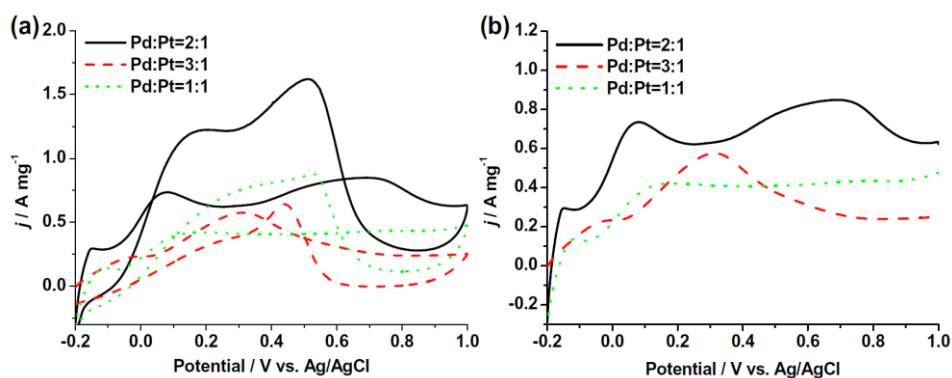 (a)
2.0
1.5
1.0
0.5
0.0
j / A mg⁻¹
Pd:Pt=2:1
Pd:Pt=3:1
Pd:Pt=1:1
-0.2 0.0 0.2 0.4 0.6 0.8 1.0
Potential / V vs. Ag/AgCl
(b)
1.2
1.0
0.8
0.6
0.4
0.2
0.0
-0.2
j / A mg⁻¹
Pd:Pt=2:1
Pd:Pt=3:1
Pd:Pt=1:1
-0.2 0.0 0.2 0.4 0.6 0.8 1.0
Potential / V vs. Ag/AgCl